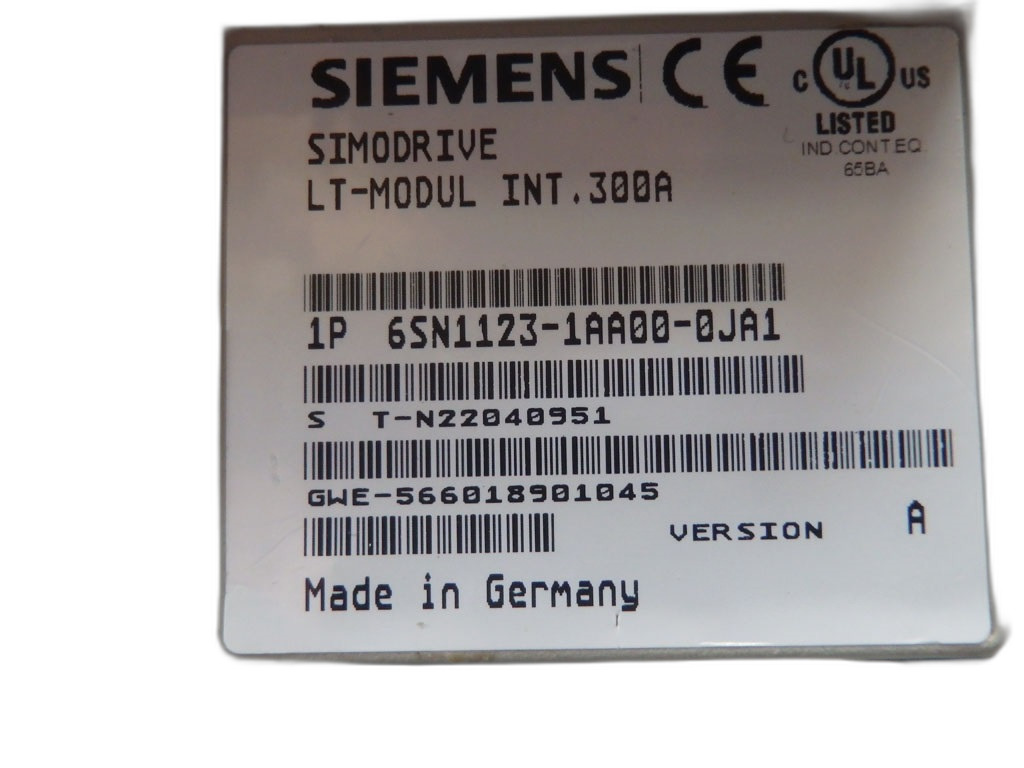 SIEMENS CE
C UL US
LISTED
IND.CONT.EQ.
65BA
SIMODRIVE
LT-MODUL INT.300A
1P 6SN1123-1AA00-0JA1
S T-N22040951
GWE-566018901045
VERSION A
Made in Germany